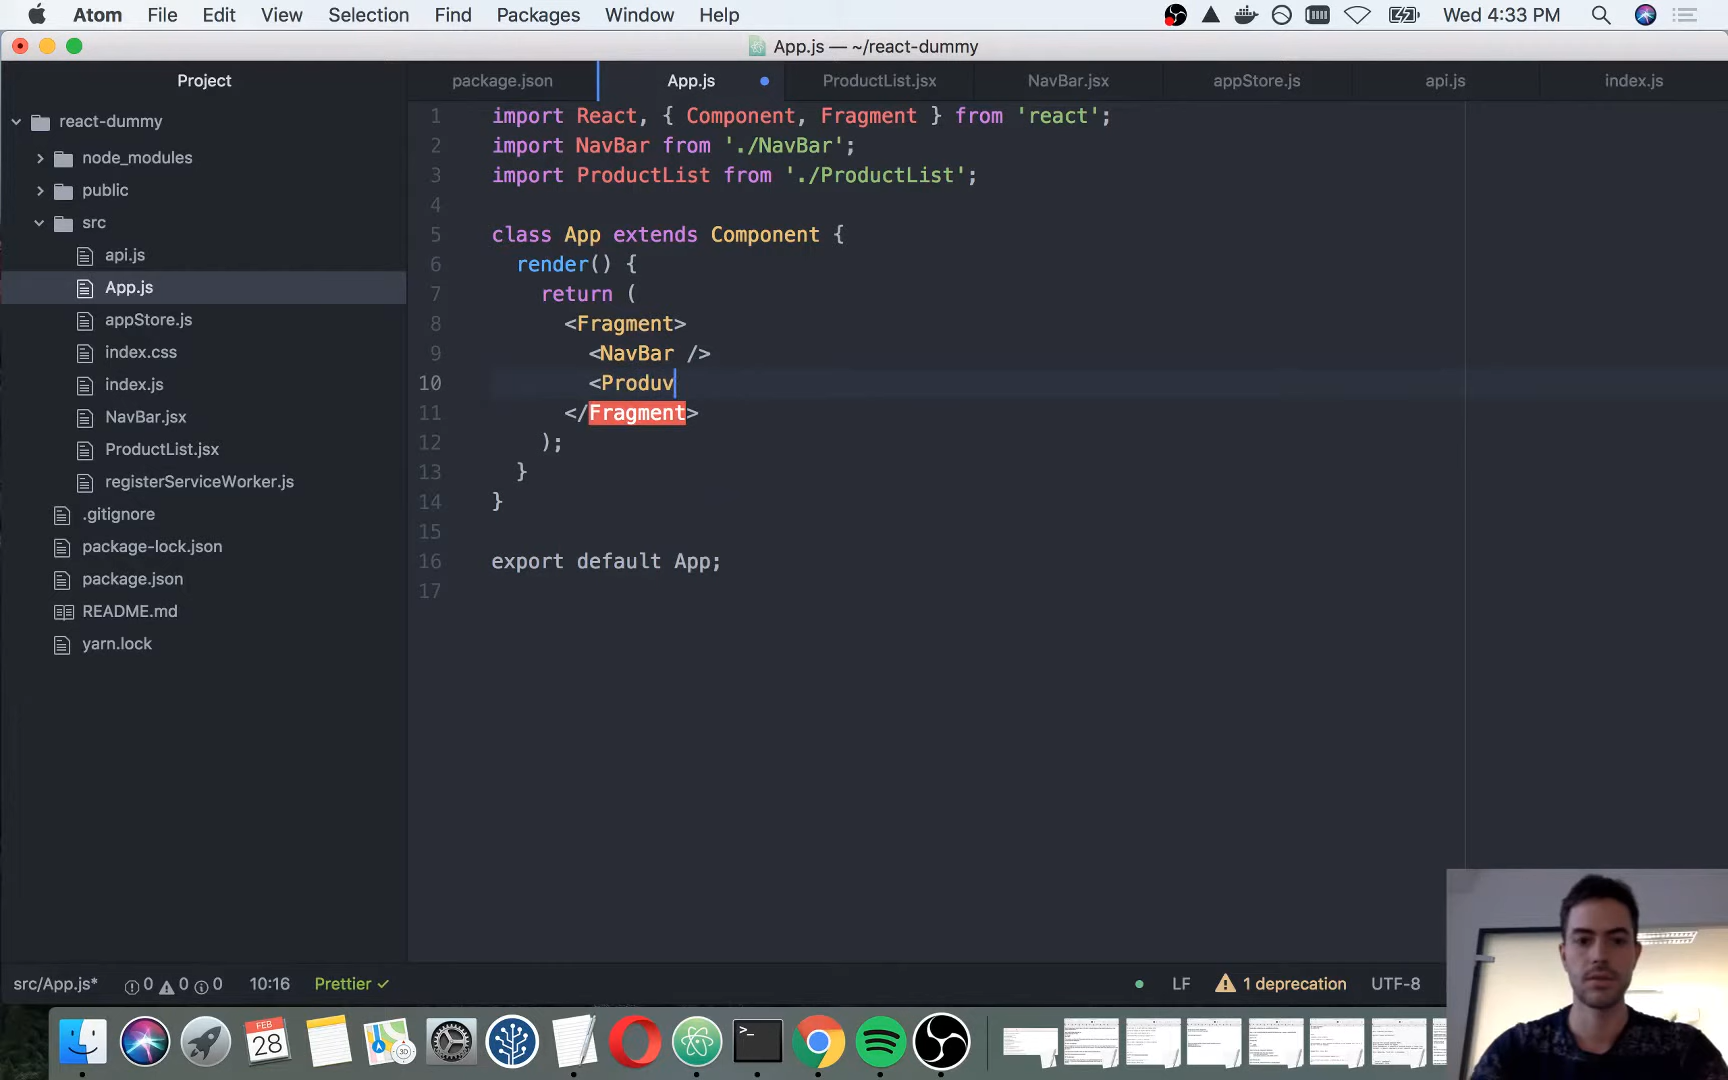 Atom File Edit View Selection Find Packages Window Help Wed 4:33 PM
App.js — ~/react-dummy
Project
package.json App.js ProductList.jsx NavBar.jsx appStore.js api.js index.js
react-dummy
node_modules
public
src
api.js
App.js
appStore.js
index.css
index.js
NavBar.jsx
ProductList.jsx
registerServiceWorker.js
.gitignore
package-lock.json
package.json
README.md
yarn.lock
1 import React, { Component, Fragment } from 'react';
2 import NavBar from './NavBar';
3 import ProductList from './ProductList';
4
5 class App extends Component {
6 render() {
7 return (
8 <Fragment>
9 <NavBar />
10 <Produv
11 </Fragment>
12 );
13 }
14 }
15
16 export default App;
17
src/App.js* 0 0 0 10:16 Prettier ✓ LF 1 deprecation UTF-8
FEB
28